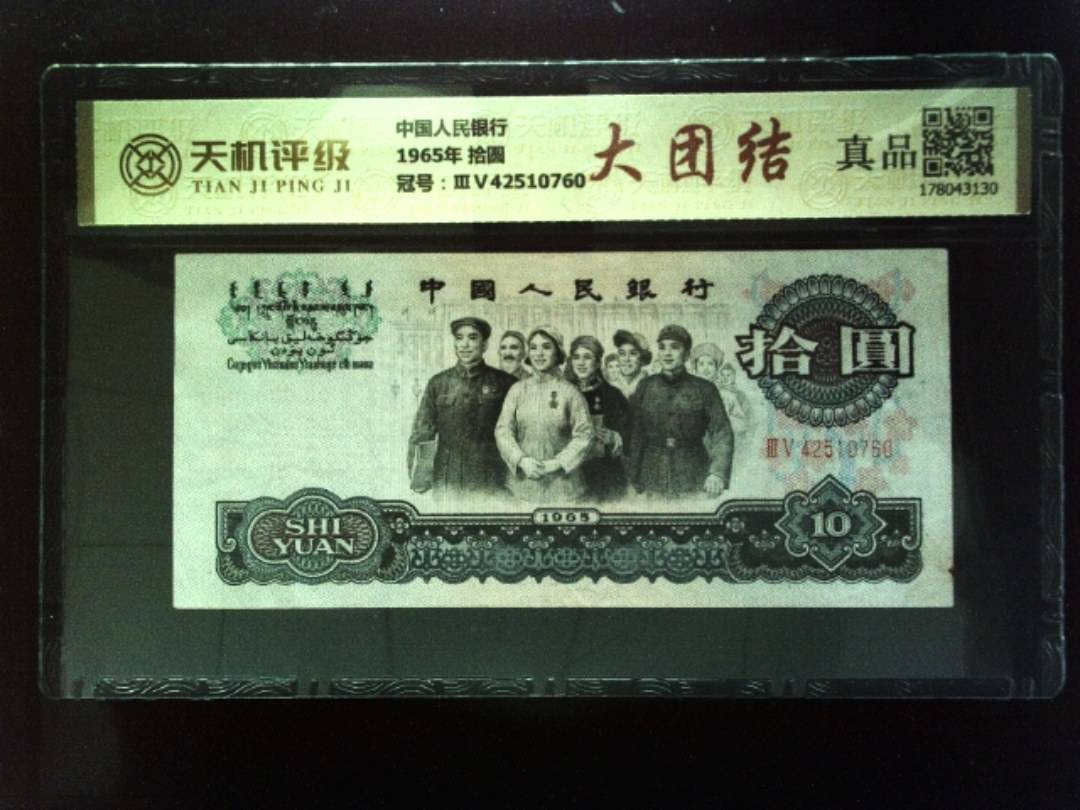 天机评级
TIAN JI PING JI
中国人民银行
1965年 拾圆
冠号：ⅢⅤ42510760
大团结
真品
178043130
中國人民銀行
拾圓
ⅢⅤ 42510760
1965
SHI
YUAN
10